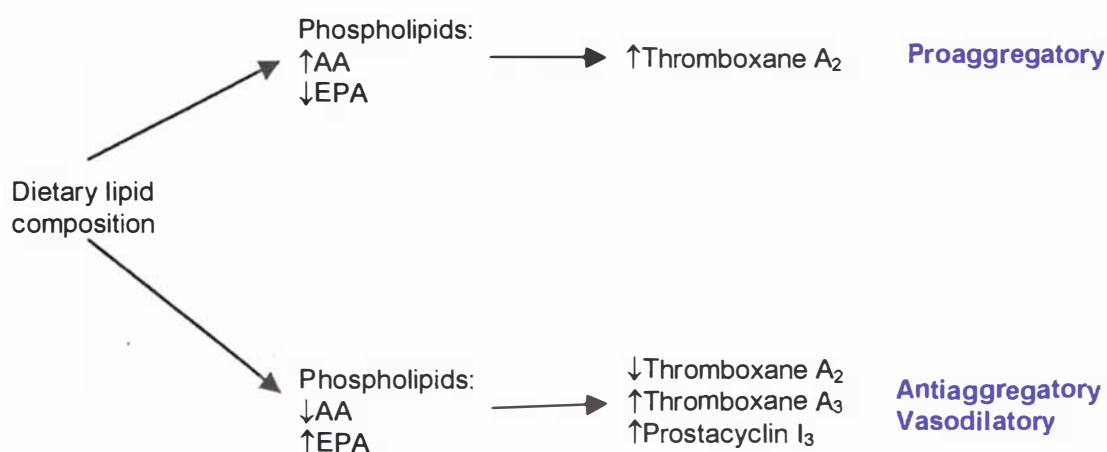 Phospholipids:
↑AA
↓EPA
↑Thromboxane A₂
Proaggregatory
Dietary lipid
composition
Phospholipids:
↓AA
↑EPA
↓Thromboxane A₂
↑Thromboxane A₃
↑Prostacyclin I₃
Antiaggregatory
Vasodilatory